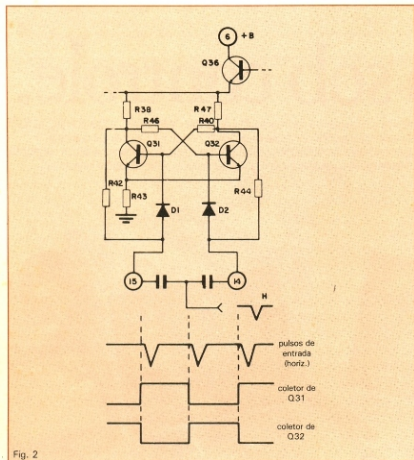 6 +B
Q36
R38 R47
R46 R40
Q31 Q32
R42 R43 R44
D1 D2
15 14
H
pulsos de
entrada
(horiz.)
coletor de
Q31
coletor de
Q32
Fig. 2